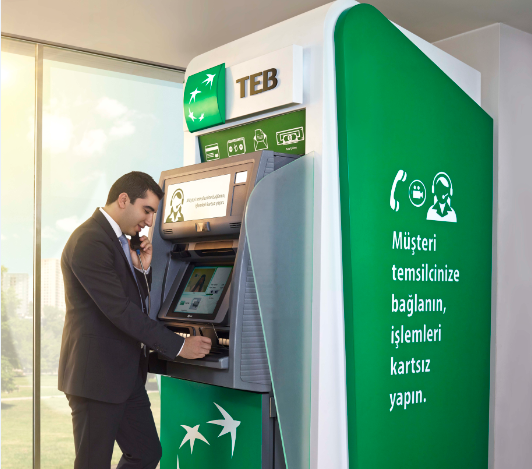 TEB
Müşteri
temsilcinize
bağlanın,
işlemleri
kartsız
yapın.